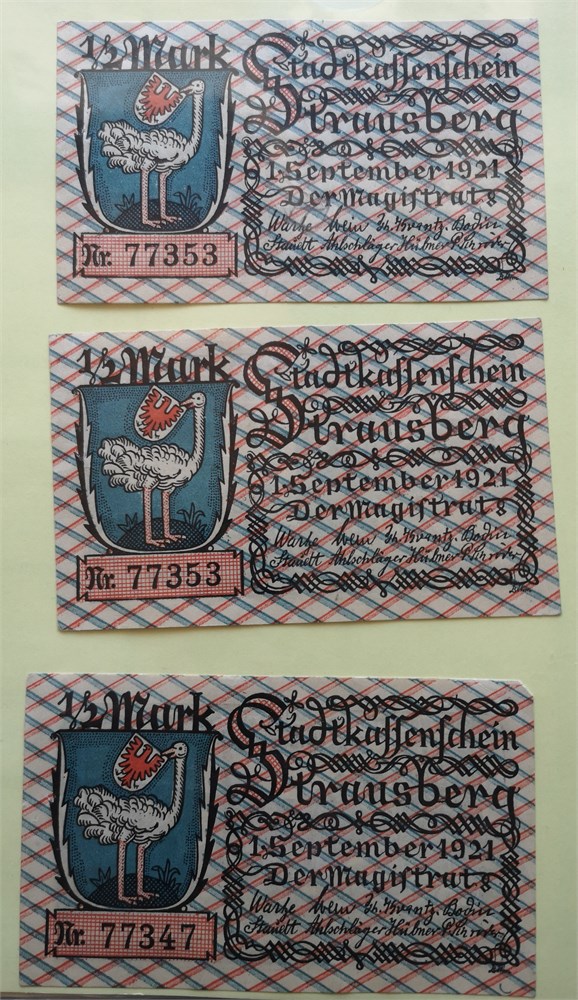 1/2 Mark
Stadtkassenschein
Strausberg
1. September 1921
Der Magistrat:
Nr. 77353
1/2 Mark
Stadtkassenschein
Strausberg
1. September 1921
Der Magistrat:
Nr. 77353
1/2 Mark
Stadtkassenschein
Strausberg
1. September 1921
Der Magistrat:
Nr. 77347